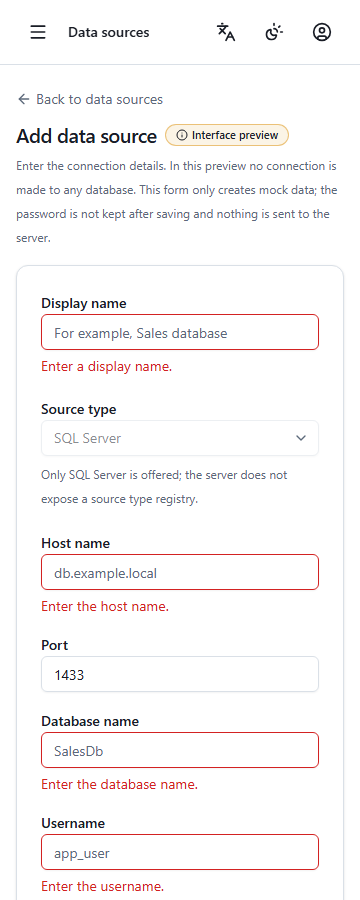 Data sources
Back to data sources
Add data source
Interface preview
Enter the connection details. In this preview no connection is
made to any database. This form only creates mock data; the
password is not kept after saving and nothing is sent to the
server.
Display name
For example, Sales database
Enter a display name.
Source type
SQL Server
Only SQL Server is offered; the server does not
expose a source type registry.
Host name
db.example.local
Enter the host name.
Port
1433
Database name
SalesDb
Enter the database name.
Username
app_user
Enter the username.